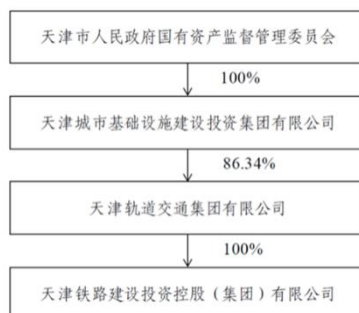 天津市人民政府国有资产监督管理委员会
100%
天津城市基础设施建设投资集团有限公司
86.34%
天津轨道交通集团有限公司
100%
天津铁路建设投资控股（集团）有限公司